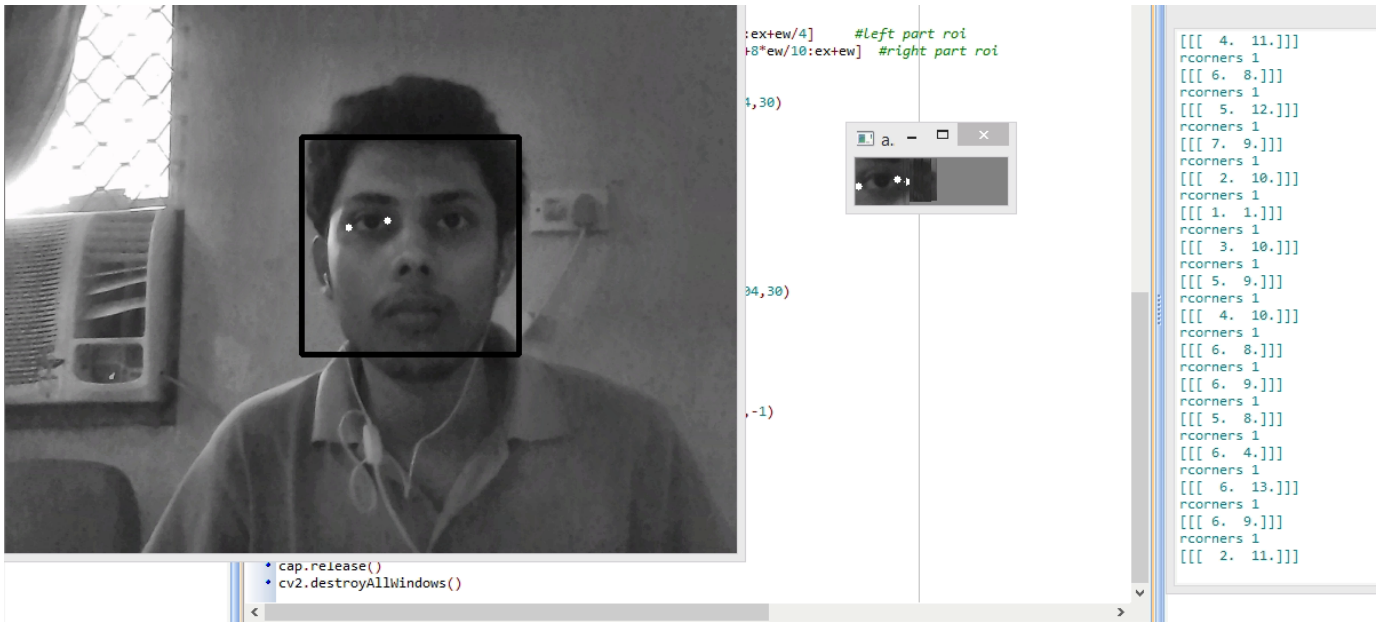 :ex+ew/4]     #left part roi
+8*ew/10:ex+ew]  #right part roi
4,30)
a.
04,30)
,-1)
cap.release()
cv2.destroyAllWindows()
[[[  4.  11.]]]
rcorners 1
[[[ 6.  8.]]]
rcorners 1
[[[  5.  12.]]]
rcorners 1
[[[ 7.  9.]]]
rcorners 1
[[[  2.  10.]]]
rcorners 1
[[[ 1.  1.]]]
rcorners 1
[[[  3.  10.]]]
rcorners 1
[[[ 5.  9.]]]
rcorners 1
[[[  4.  10.]]]
rcorners 1
[[[ 6.  8.]]]
rcorners 1
[[[ 6.  9.]]]
rcorners 1
[[[ 5.  8.]]]
rcorners 1
[[[ 6.  4.]]]
rcorners 1
[[[  6.  13.]]]
rcorners 1
[[[ 6.  9.]]]
rcorners 1
[[[  2.  11.]]]